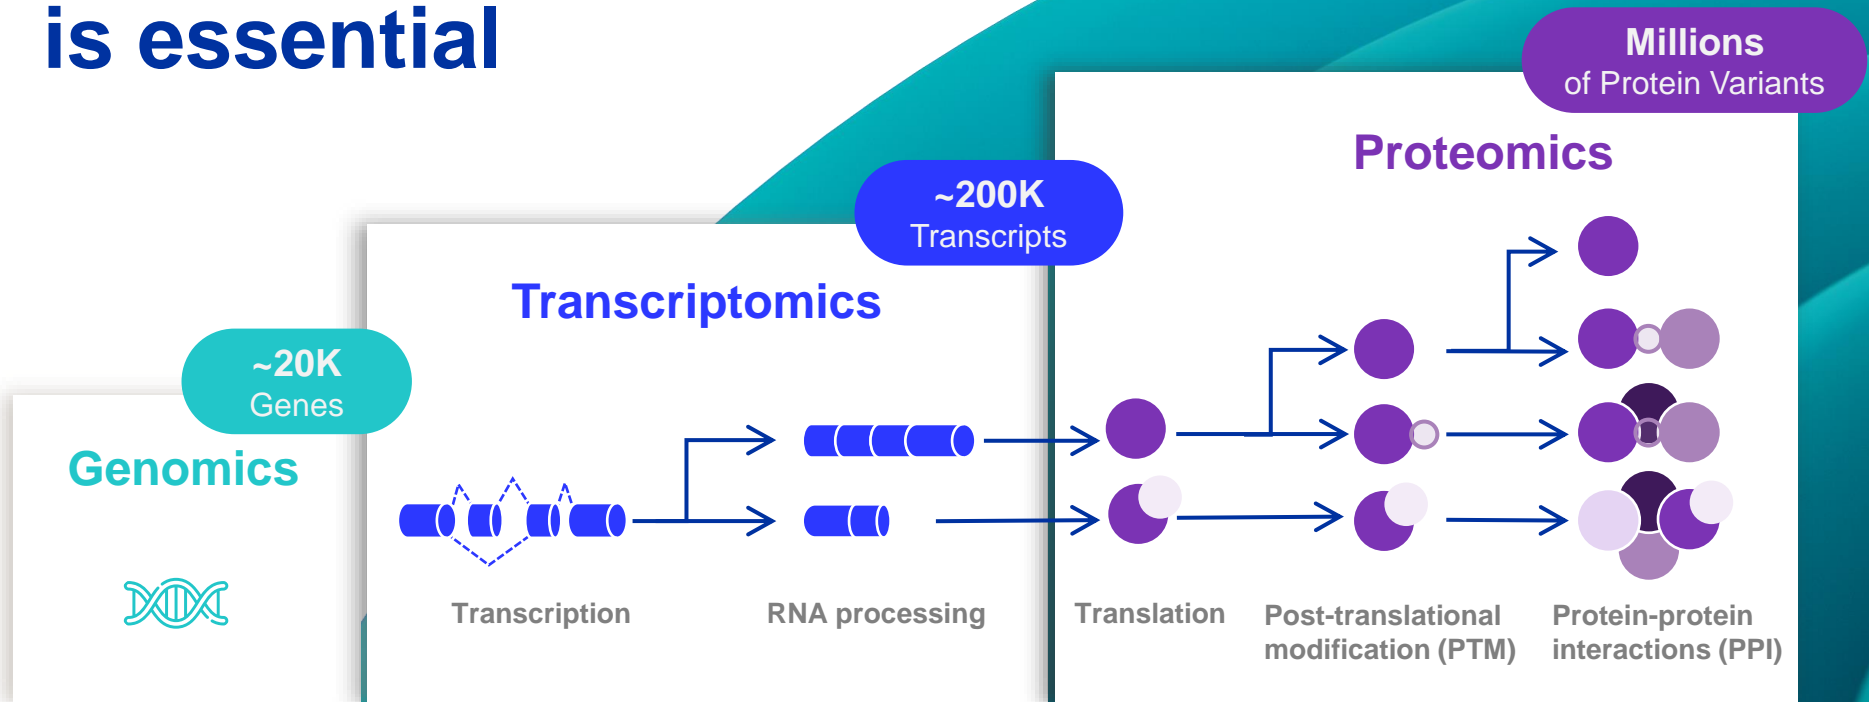 is essential
Millions
of Protein Variants
Proteomics
~200K
Transcripts
Transcriptomics
~20K
Genes
Genomics
Transcription
RNA processing
Translation
Post-translational
modification (PTM)
Protein-protein
interactions (PPI)